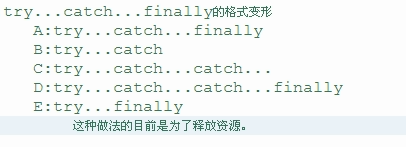 try...catch...finally的格式变形
A:try...catch...finally
B:try...catch
C:try...catch...catch...
D:try...catch...catch...finally
E:try...finally
这种做法的目前是为了释放资源。